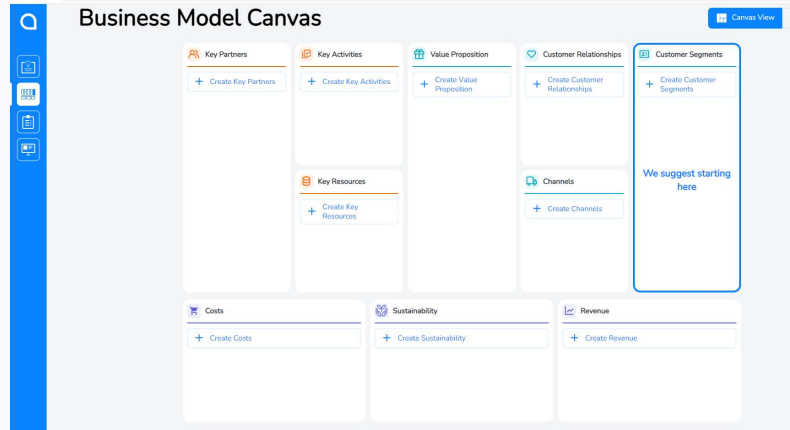 Business Model Canvas
Canvas View
Key Partners
Create Key Partners
Key Activities
Create Key Activities
Key Resources
Create Key
Resources
Value Proposition
Create Value
Proposition
Customer Relationships
Create Customer
Relationships
Channels
Create Channels
Customer Segments
Create Customer
Segments
We suggest starting
here
Costs
Create Costs
Sustainability
Create Sustainability
Revenue
Create Revenue